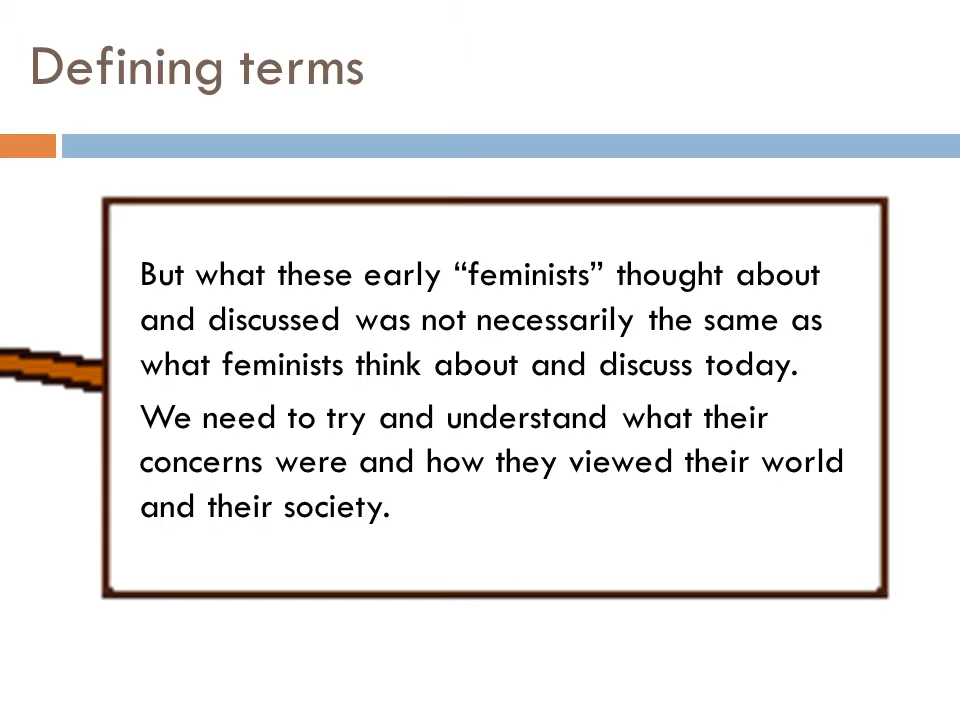 Defining terms
But what these early “feminists” thought about
and discussed was not necessarily the same as
what feminists think about and discuss today.
We need to try and understand what their
concerns were and how they viewed their world
and their society.